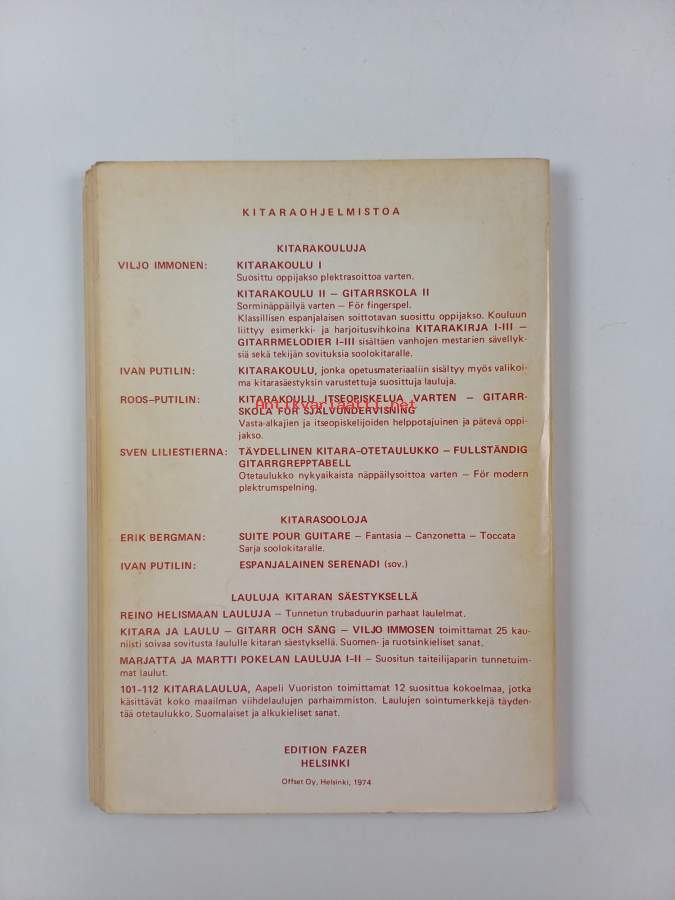 KITARAOHJELMISTOA
KITARAKOULUJA
VILJO IMMONEN: KITARAKOULU I
Suosittu oppijakso plektrasoittoa varten.
KITARAKOULU II – GITARRSKOLA II
Sorminäppäilyä varten – För fingerspel.
Klassillisen espanjalaisen soittotavan suosittu oppijakso. Kouluun
liittyy esimerkki- ja harjoitusvihkoina KITARAKIRJA I-III –
GITARRMELODIER I-III sisältäen vanhojen mestarien sävellyk-
siä sekä tekijän sovituksia soolokitaralle.
IVAN PUTILIN: KITARAKOULU, jonka opetusmateriaaliin sisältyy myös valikoi-
ma kitarasäestyksin varustettuja suosittuja lauluja.
ROOS-PUTILIN: KITARAKOULU ITSEOPISKELUA VARTEN – GITARR-
antikvariaatti.net
SKOLA FÖR SJÄLVUNDERVISNING
Vasta-alkajien ja itseopiskelijoiden helppotajuinen ja pätevä oppi-
jakso.
SVEN LILIESTIERNA: TÄYDELLINEN KITARA-OTETAULUKKO – FULLSTÄNDIG
GITARRGREPPTABELL
Otetaulukko nykyaikaista näppäilysoittoa varten – För modern
plektrumspelning.
KITARASOOLOJA
ERIK BERGMAN: SUITE POUR GUITARE – Fantasia – Canzonetta – Toccata
Sarja soolokitaralle.
IVAN PUTILIN: ESPANJALAINEN SERENADI (sov.)
LAULUJA KITARAN SÄESTYKSELLÄ
REINO HELISMAAN LAULUJA – Tunnetun trubaduurin parhaat laulelmat.
KITARA JA LAULU – GITARR OCH SÅNG – VILJO IMMOSEN toimittamat 25 kau-
niisti soivaa sovitusta laululle kitaran säestyksellä. Suomen- ja ruotsinkieliset sanat.
MARJATTA JA MARTTI POKELAN LAULUJA I-II – Suositun taiteilijaparin tunnetuim-
mat laulut.
101-112 KITARALAULUA, Aapeli Vuoriston toimittamat 12 suosittua kokoelmaa, jotka
käsittävät koko maailman viihdelaulujen parhaimmiston. Laulujen sointumerkkejä täyden-
tää otetaulukko. Suomalaiset ja alkukieliset sanat.
EDITION FAZER
HELSINKI
Offset Oy, Helsinki, 1974